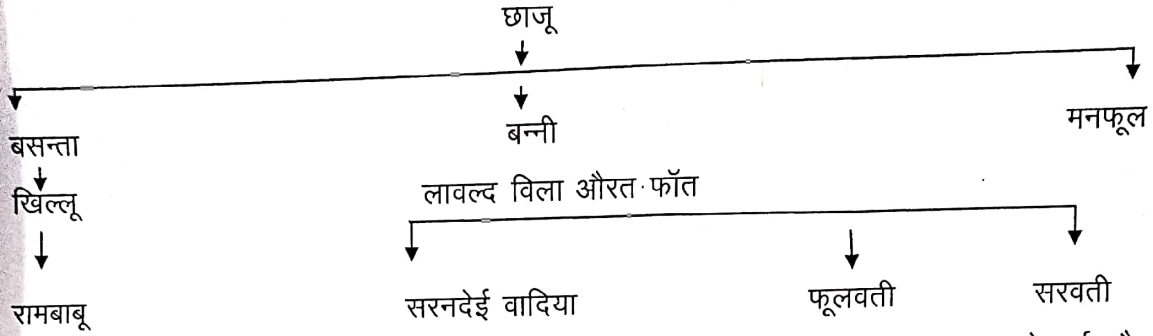 छाजू
बसन्ता
बन्नी
मनफूल
खिल्लू
लावल्द विला औरत फॉत
रामबाबू
सरनदेई वादिया
फूलवती
सरवती